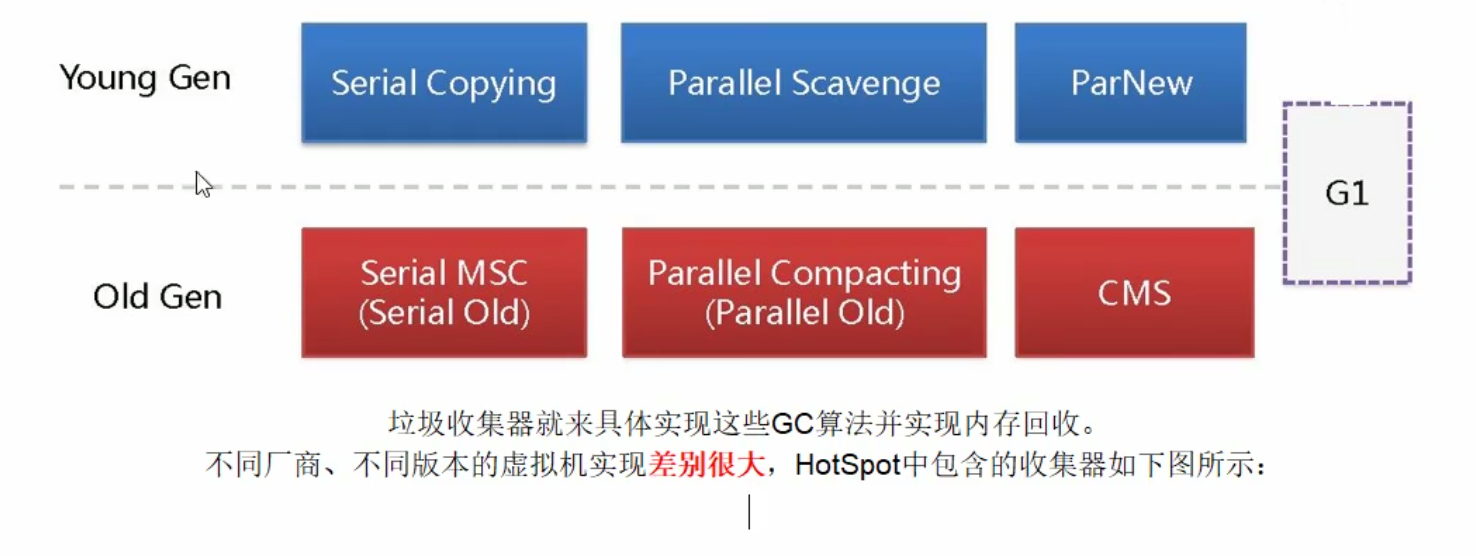 Young Gen
Serial Copying
Parallel Scavenge
ParNew
G1
Old Gen
Serial MSC
(Serial Old)
Parallel Compacting
(Parallel Old)
CMS
垃圾收集器就来具体实现这些GC算法并实现内存回收。
不同厂商、不同版本的虚拟机实现差别很大，HotSpot中包含的收集器如下图所示：